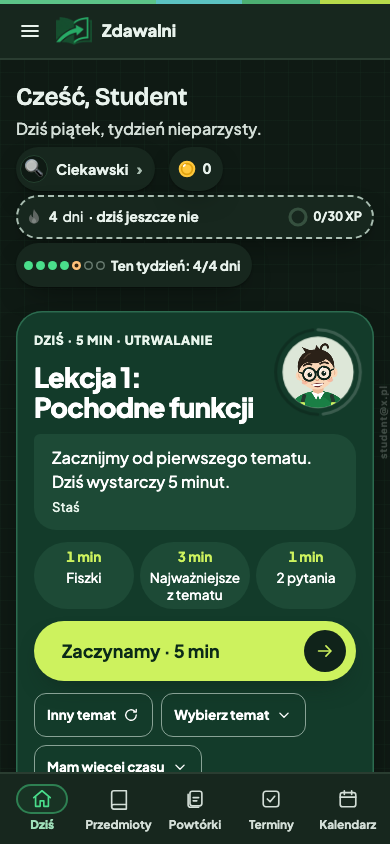 Zdawalni
Cześć, Student
Dziś piątek, tydzień nieparzysty.
Ciekawski ›
0
4 dni · dziś jeszcze nie
0/30 XP
Ten tydzień: 4/4 dni
DZIŚ · 5 MIN · UTRWALANIE
Lekcja 1:
Pochodne funkcji
Zacznijmy od pierwszego tematu.
Dziś wystarczy 5 minut.
Staś
1 min
Fiszki
3 min
Najważniejsze
z tematu
1 min
2 pytania
Zaczynamy · 5 min
Inny temat
Wybierz temat
Mam więcej czasu
student@x.pl
Dziś
Przedmioty
Powtórki
Terminy
Kalendarz